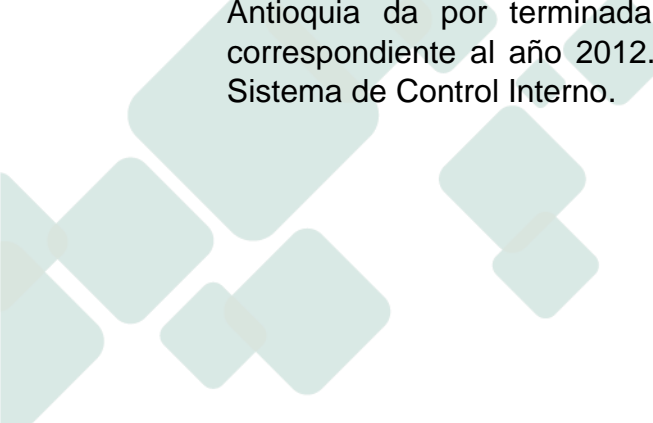 Antioquia da por terminada
correspondiente al año 2012.
Sistema de Control Interno.